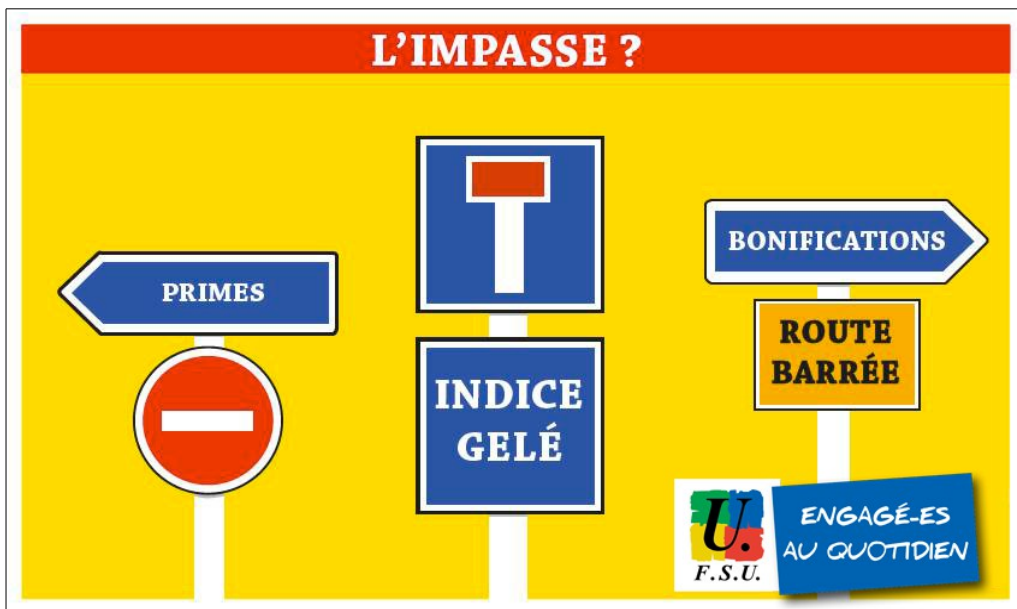 L'IMPASSE ?
PRIMES
INDICE
GELÉ
BONIFICATIONS
ROUTE
BARRÉE
U.
F.S.U.
ENGAGÉ-ES
AU QUOTIDIEN